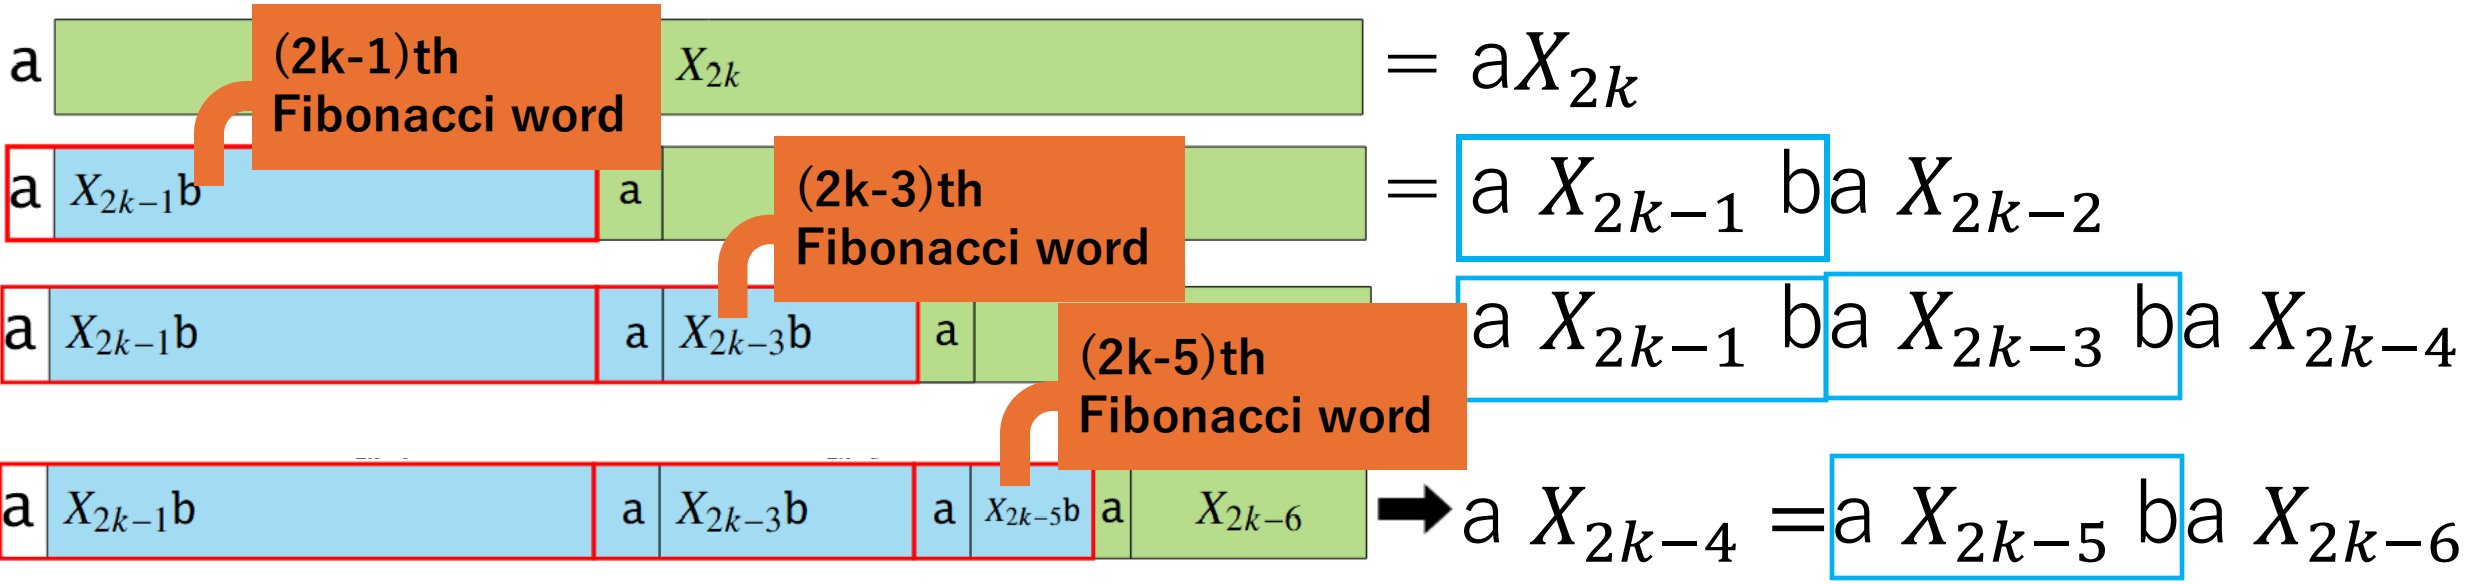 a X₂ₖ = aX₂ₖ
(2k-1)th
Fibonacci word
a X₂ₖ₋₁b a = a X₂ₖ₋₁ ba X₂ₖ₋₂
(2k-3)th
Fibonacci word
a X₂ₖ₋₁b a X₂ₖ₋₃b a a X₂ₖ₋₁ ba X₂ₖ₋₃ ba X₂ₖ₋₄
(2k-5)th
Fibonacci word
a X₂ₖ₋₁b a X₂ₖ₋₃b a X₂ₖ₋₅b a X₂ₖ₋₆ a X₂ₖ₋₄ =a X₂ₖ₋₅ ba X₂ₖ₋₆